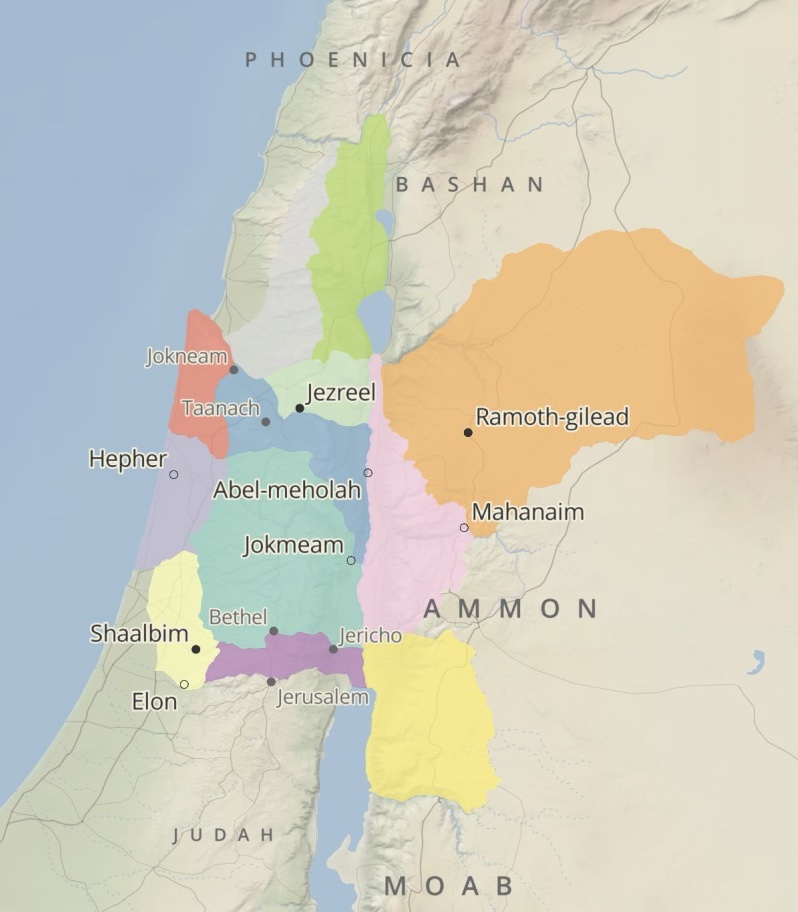 PHOENICIA
BASHAN
Jokneam
Jezreel
Taanach
Ramoth-gilead
Hepher
Abel-meholah
Mahanaim
Jokmeam
AMMON
Bethel
Shaalbim
Jericho
Elon
Jerusalem
JUDAH
MOAB